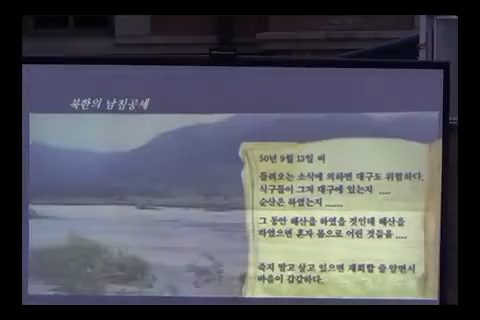 북한의 남침공세
50년 9월 13일 비
들려오는 소식에 의하면 대구도 위험하다.
식구들이 그저 대구에 있는지 ....
순산은 하였는지 ......
그 동안 해산을 하였을 것인데 해산을
하였으면 혼자 몸으로 어린 것들을 ....
죽지 말고 살고 있으면 재회할 줄 알면서
마음이 갑갑하다.